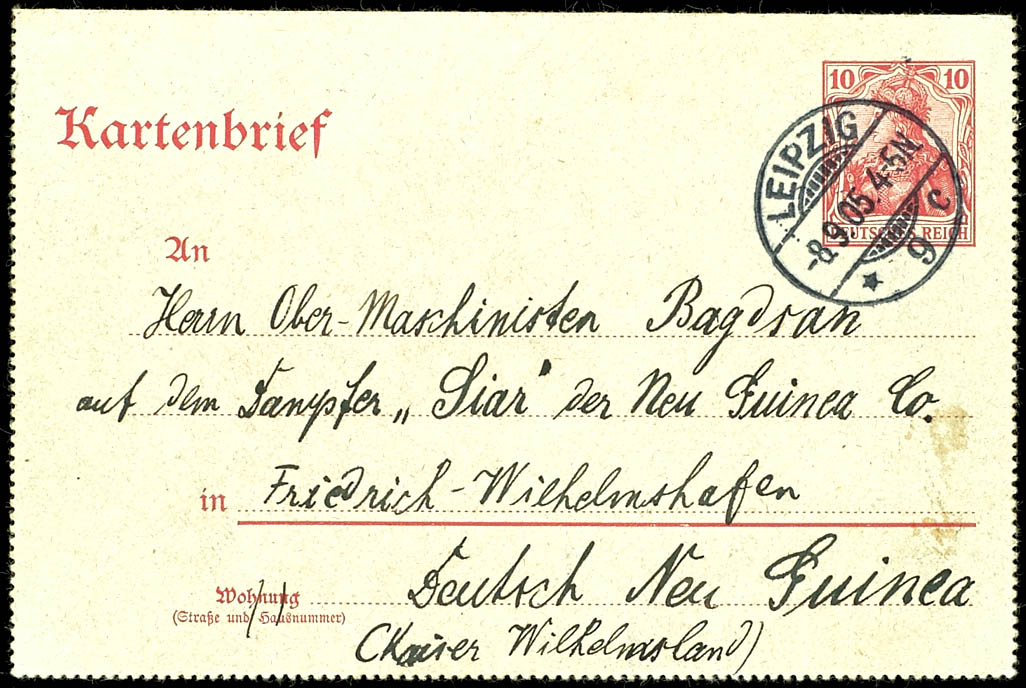 10 10
Kartenbrief
LEIPZIG
-8.9.05.4-5N.
9 c
DEUTSCHES REICH
An
Herrn Ober-Maschinisten Bagdran
auf dem Dampfer „Siar" der Neu Guinea Co.
in Friedrich-Wilhelmshafen
Wohnung Deutsch Neu Guinea
(Straße und Hausnummer)
(Kaiser Wilhelmsland)